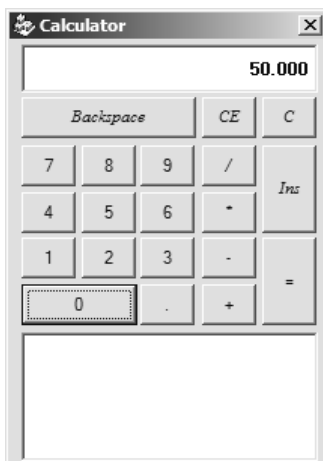 Calculator
50.000
Backspace CE C
7 8 9 / Ins
4 5 6 *
1 2 3 - =
0 . +